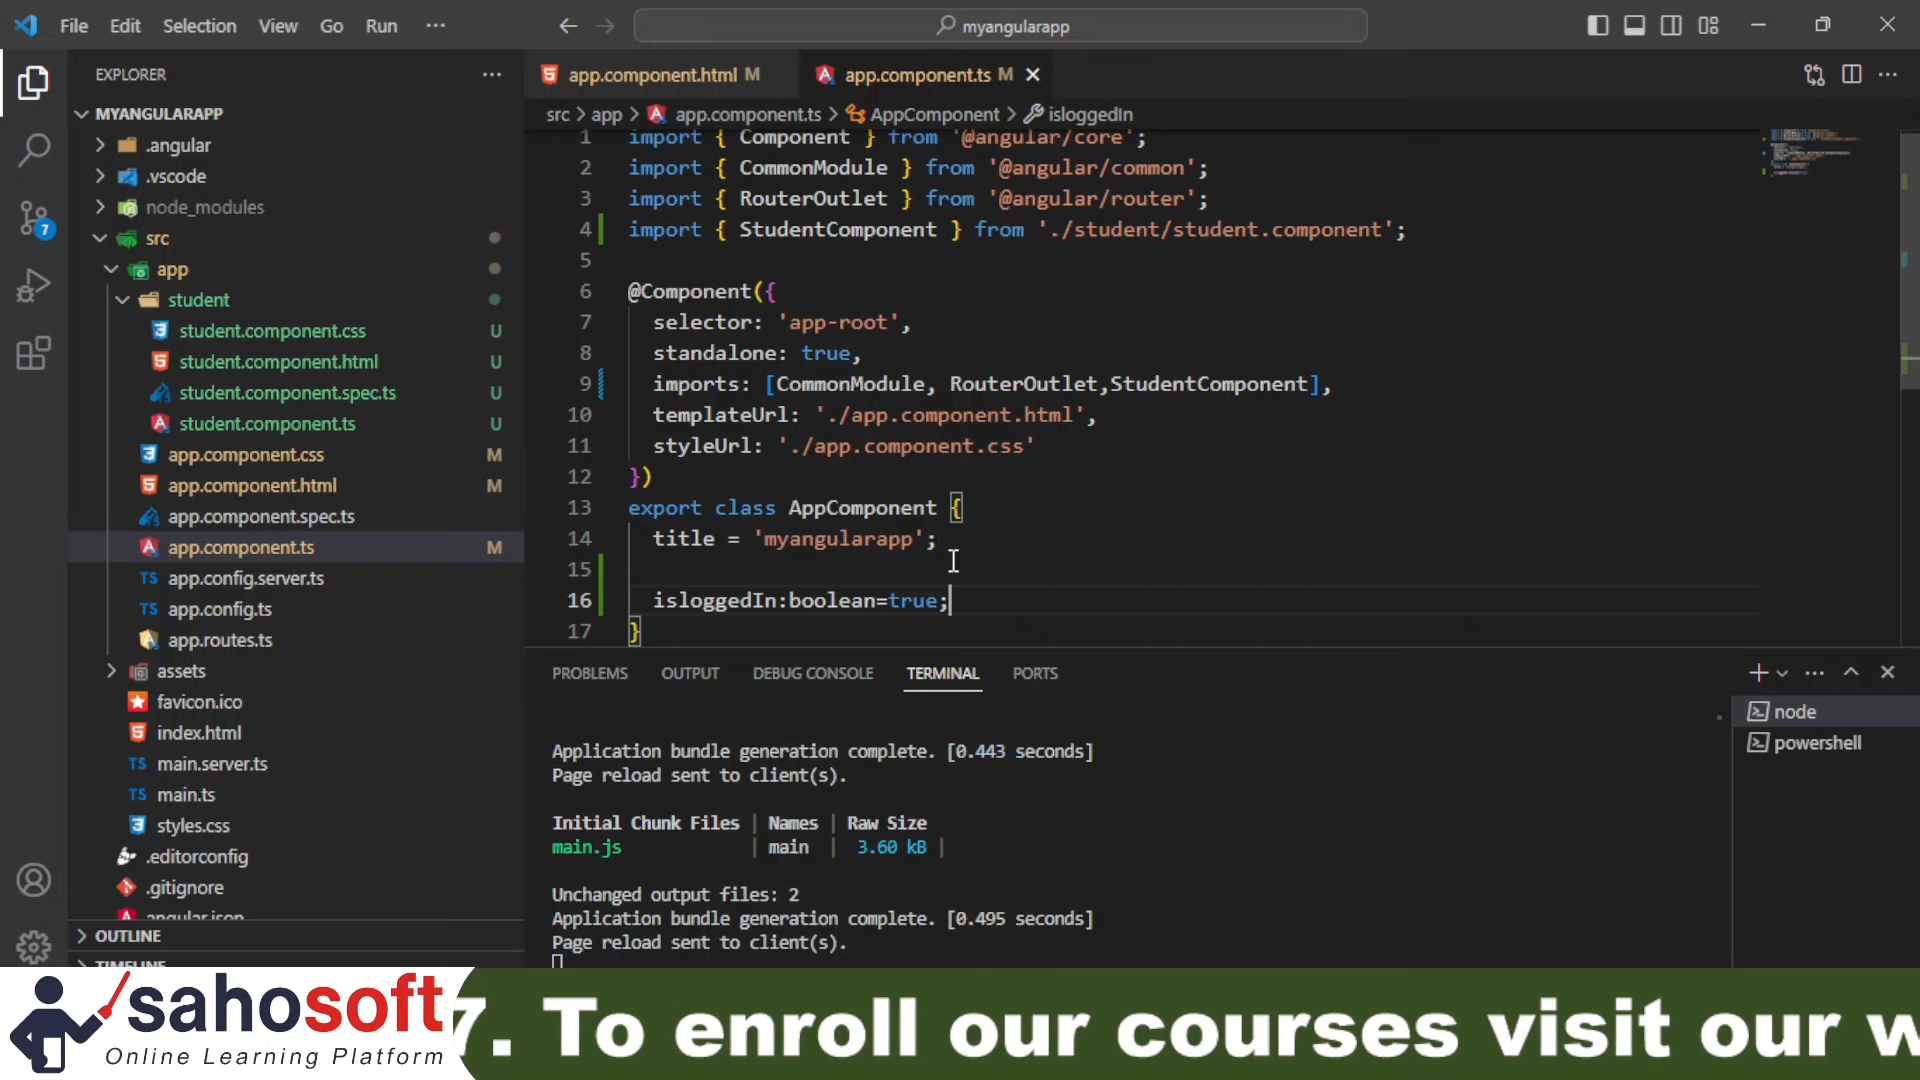 File Edit Selection View Go Run ···
myangularapp
EXPLORER
MYANGULARAPP
.angular
.vscode
node_modules
src
app
student
student.component.css U
student.component.html U
student.component.spec.ts U
student.component.ts U
app.component.css M
app.component.html M
app.component.spec.ts
app.component.ts M
TS app.config.server.ts
TS app.config.ts
app.routes.ts
assets
favicon.ico
index.html
TS main.server.ts
TS main.ts
styles.css
.editorconfig
.gitignore
angular.json
OUTLINE
TIMELINE
7
app.component.html M
app.component.ts M
src > app > app.component.ts > AppComponent > isloggedIn
1 import { Component } from '@angular/core';
2 import { CommonModule } from '@angular/common';
3 import { RouterOutlet } from '@angular/router';
4 import { StudentComponent } from './student/student.component';
5
6 @Component({
7 selector: 'app-root',
8 standalone: true,
9 imports: [CommonModule, RouterOutlet,StudentComponent],
10 templateUrl: './app.component.html',
11 styleUrl: './app.component.css'
12 })
13 export class AppComponent {
14 title = 'myangularapp';
15
16 isloggedIn:boolean=true;
17 }
PROBLEMS OUTPUT DEBUG CONSOLE TERMINAL PORTS
Application bundle generation complete. [0.443 seconds]
Page reload sent to client(s).
Initial Chunk Files | Names | Raw Size
main.js | main | 3.60 kB |
Unchanged output files: 2
Application bundle generation complete. [0.495 seconds]
Page reload sent to client(s).
node
powershell
sahosoft
Online Learning Platform
7. To enroll our courses visit our w